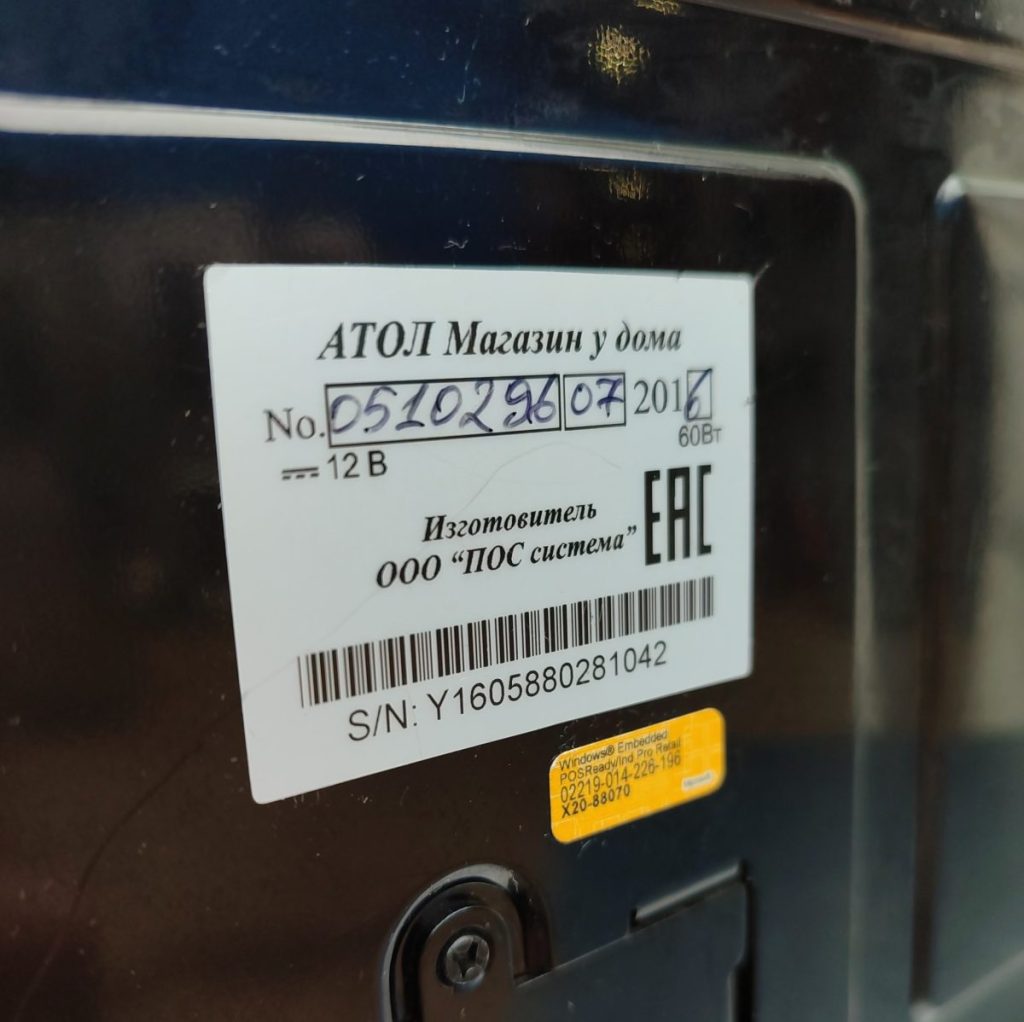 АТОЛ Магазин у дома
No. 0510296 07 2016
60Вт
12 В
Изготовитель
ООО “ПОС система”
EAC
S/N: Y1605880281042
Windows® Embedded
POSReady/Ind Pro Retail
02219-014-226-196
X20-88070